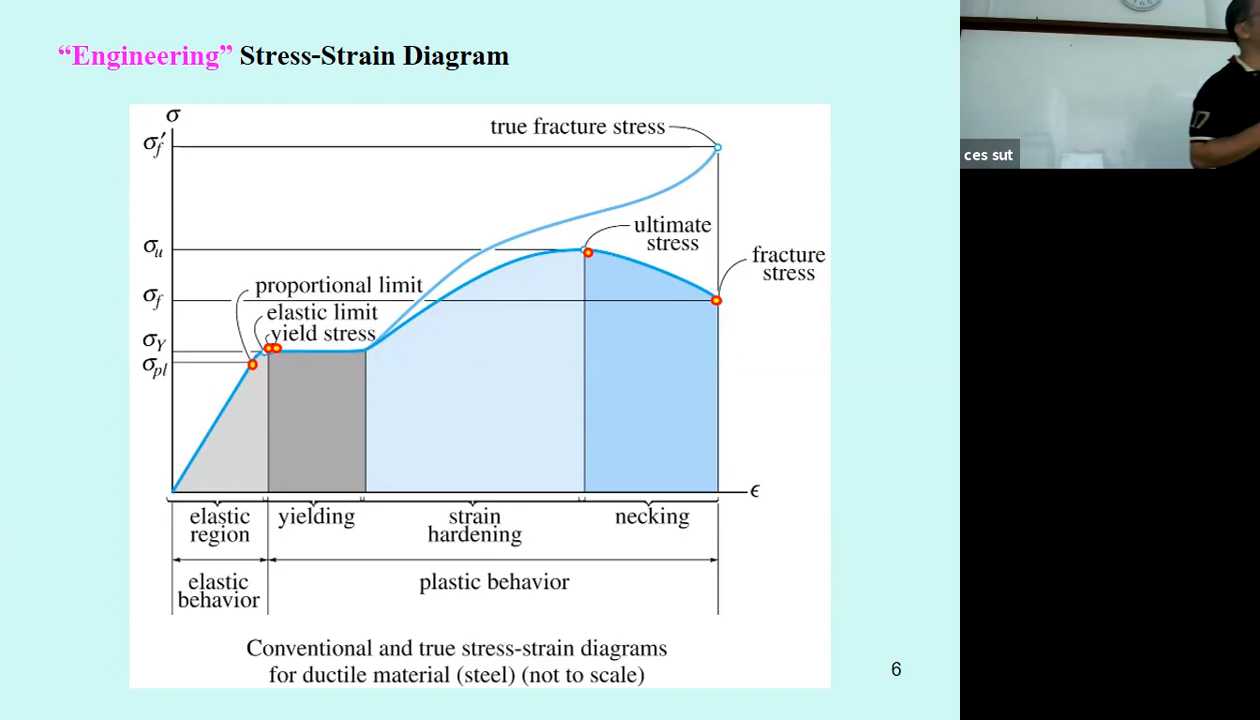 “Engineering” Stress-Strain Diagram
σ
σ′f
true fracture stress
σu
ultimate
stress
fracture
stress
σf
proportional limit
elastic limit
yield stress
σY
σpl
ϵ
elastic
region
yielding
strain
hardening
necking
elastic
behavior
plastic behavior
Conventional and true stress-strain diagrams
for ductile material (steel) (not to scale)
6
ces sut
17